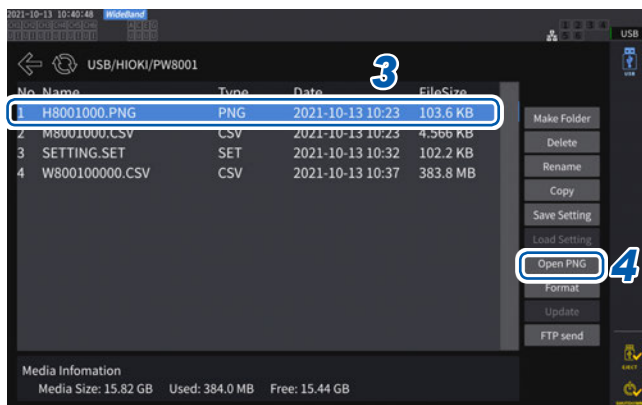 2021-10-13 10:40:48 WideBand
USB
USB/HIOKI/PW8001
3
No Name Type Date FileSize
1 H8001000.PNG PNG 2021-10-13 10:23 103.6 KB
2 M8001000.CSV CSV 2021-10-13 10:23 4.566 KB
3 SETTING.SET SET 2021-10-13 10:32 102.2 KB
4 W800100000.CSV CSV 2021-10-13 10:37 383.8 MB
Make Folder
Delete
Rename
Copy
Save Setting
Load Setting
Open PNG
4
Format
Update
FTP send
Media Infomation
Media Size: 15.82 GB Used: 384.0 MB Free: 15.44 GB
USB
EJECT